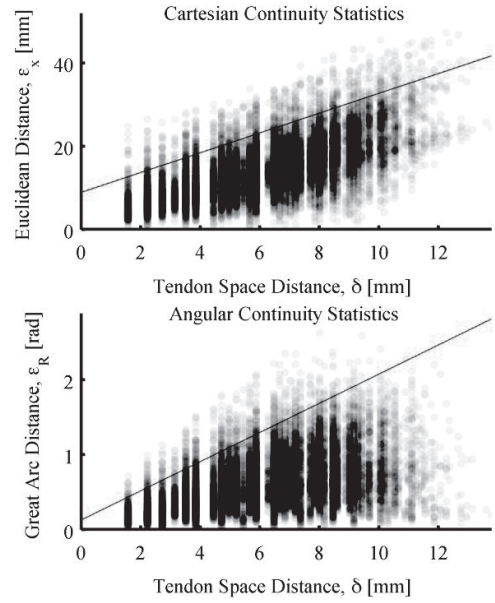 Cartesian Continuity Statistics
Euclidean Distance, ε_x [mm]
40
20
0
0 2 4 6 8 10 12
Tendon Space Distance, δ [mm]
Angular Continuity Statistics
Great Arc Distance, ε_R [rad]
2
1
0
0 2 4 6 8 10 12
Tendon Space Distance, δ [mm]